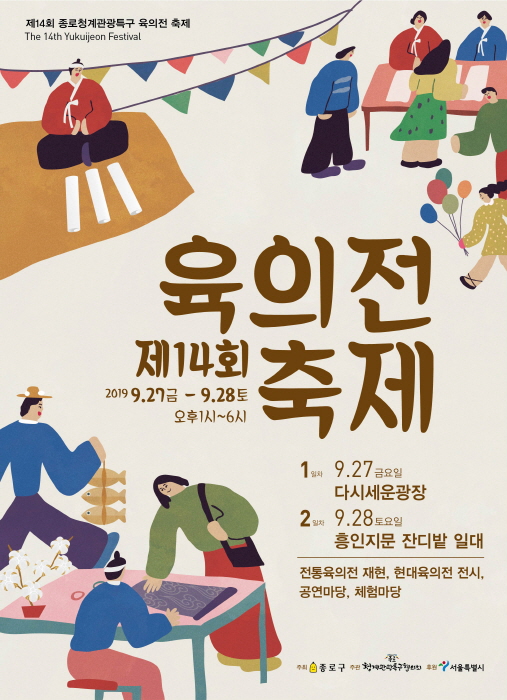 제14회 종로청계관광특구 육의전 축제
The 14th Yukuijeon Festival
육의전
제14회 축제
2019 9.27금 - 9.28토
오후1시~6시
1일차 9.27금요일
다시세운광장
2일차 9.28토요일
흥인지문 잔디밭 일대
전통육의전 재현, 현대육의전 전시,
공연마당, 체험마당
주최 종로구 주관 종로청계관광특구협의회 후원 서울특별시